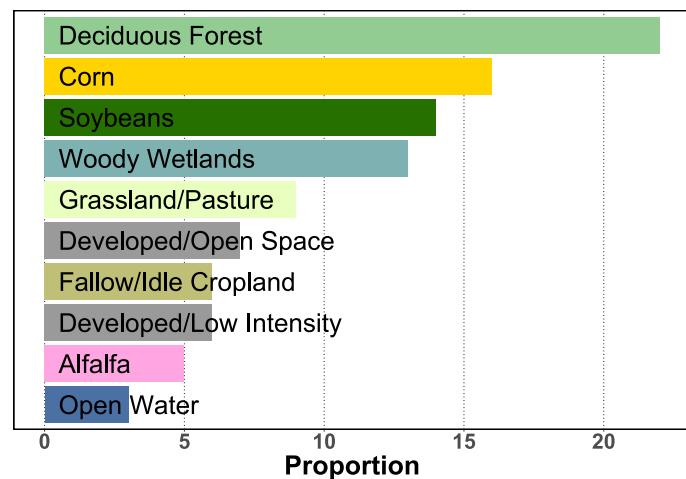 Deciduous Forest
Corn
Soybeans
Woody Wetlands
Grassland/Pasture
Developed/Open Space
Fallow/Idle Cropland
Developed/Low Intensity
Alfalfa
Open Water
0 5 10 15 20
Proportion